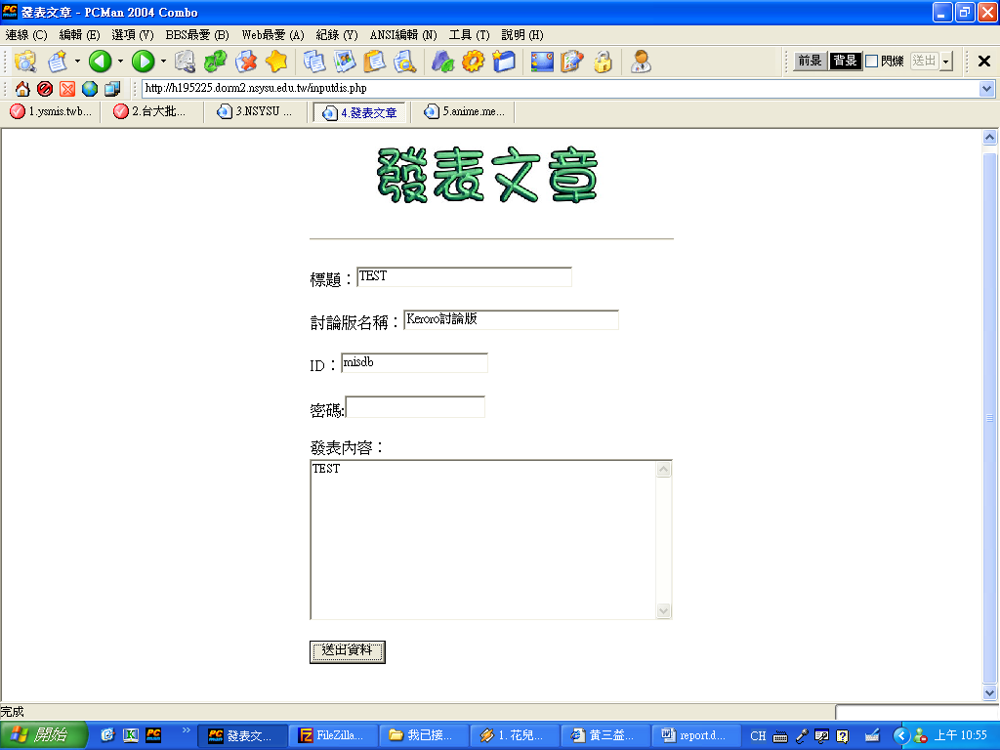 發表文章 - PCMan 2004 Combo
連線 (C) 編輯 (E) 選項 (V) BBS最愛 (B) Web最愛 (A) 紀錄 (Y) ANSI編輯 (N) 工具 (T) 說明 (H)
前景 背景 閃爍 送出
http://h195225.dorm2.nsysu.edu.tw/inputdis.php
1.ysmis.twb... 2.台大批... 3.NSYSU ... 4.發表文章 5.anime.me...
發表文章
標題：TEST
討論版名稱：Keroro討論版
ID：misdb
密碼:
發表內容：
TEST
送出資料
完成
開始 發表文... FileZilla... 我已接... 1. 花兒... 黃三益... report.d... CH 上午 10:55